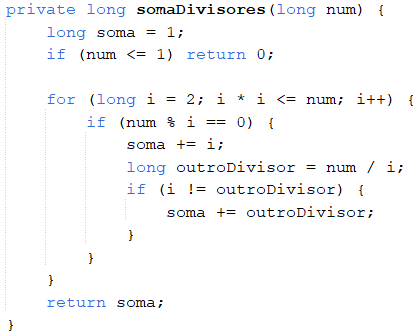 private long somaDivisores(long num) {
    long soma = 1;
    if (num <= 1) return 0;

    for (long i = 2; i * i <= num; i++) {
        if (num % i == 0) {
            soma += i;
            long outroDivisor = num / i;
            if (i != outroDivisor) {
                soma += outroDivisor;
            }
        }
    }
    return soma;
}